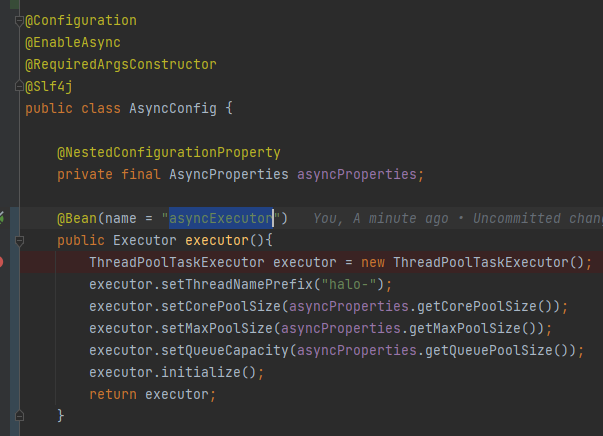 @Configuration
@EnableAsync
@RequiredArgsConstructor
@Slf4j
public class AsyncConfig {
@NestedConfigurationProperty
private final AsyncProperties asyncProperties;
@Bean(name = "asyncExecutor") You, A minute ago • Uncommitted chan
public Executor executor(){
ThreadPoolTaskExecutor executor = new ThreadPoolTaskExecutor();
executor.setThreadNamePrefix("halo-");
executor.setCorePoolSize(asyncProperties.getCorePoolSize());
executor.setMaxPoolSize(asyncProperties.getMaxPoolSize());
executor.setQueueCapacity(asyncProperties.getQueuePoolSize());
executor.initialize();
return executor;
}